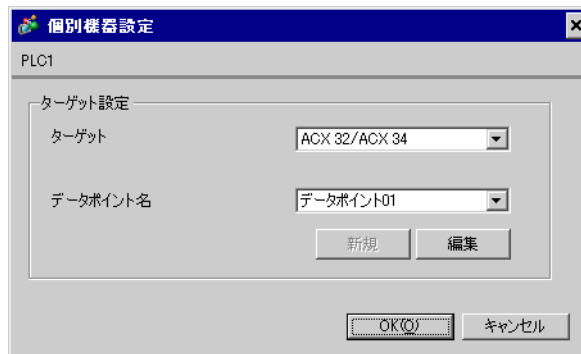 個別機器設定
PLC1
ターゲット設定
ターゲット
ACX 32/ACX 34
データポイント名
データポイント01
新規 編集
OK(O) キャンセル